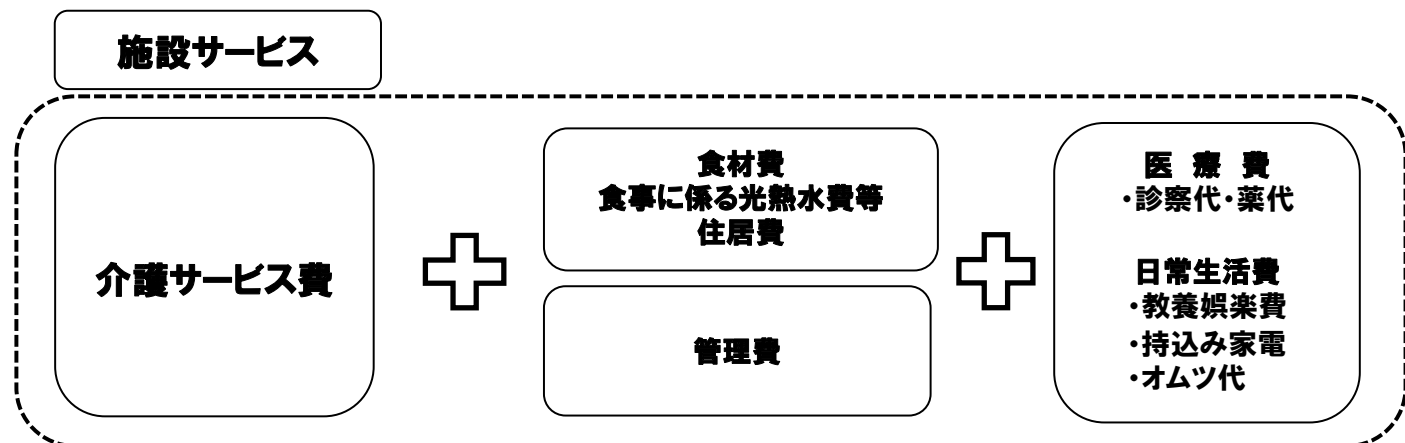 施設サービス
介護サービス費
食材費
食事に係る光熱水費等
住居費
管理費
医 療 費
・診察代・薬代
日常生活費
・教養娯楽費
・持込み家電
・オムツ代